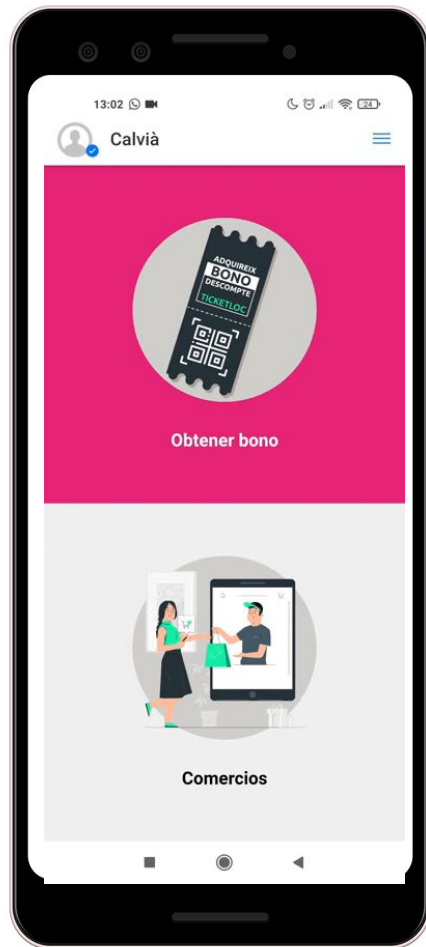 13:02
24
Calvià
ADQUIREIX
BONO
DESCOMPTE
TICKETLOC
Obtener bono
Comercios